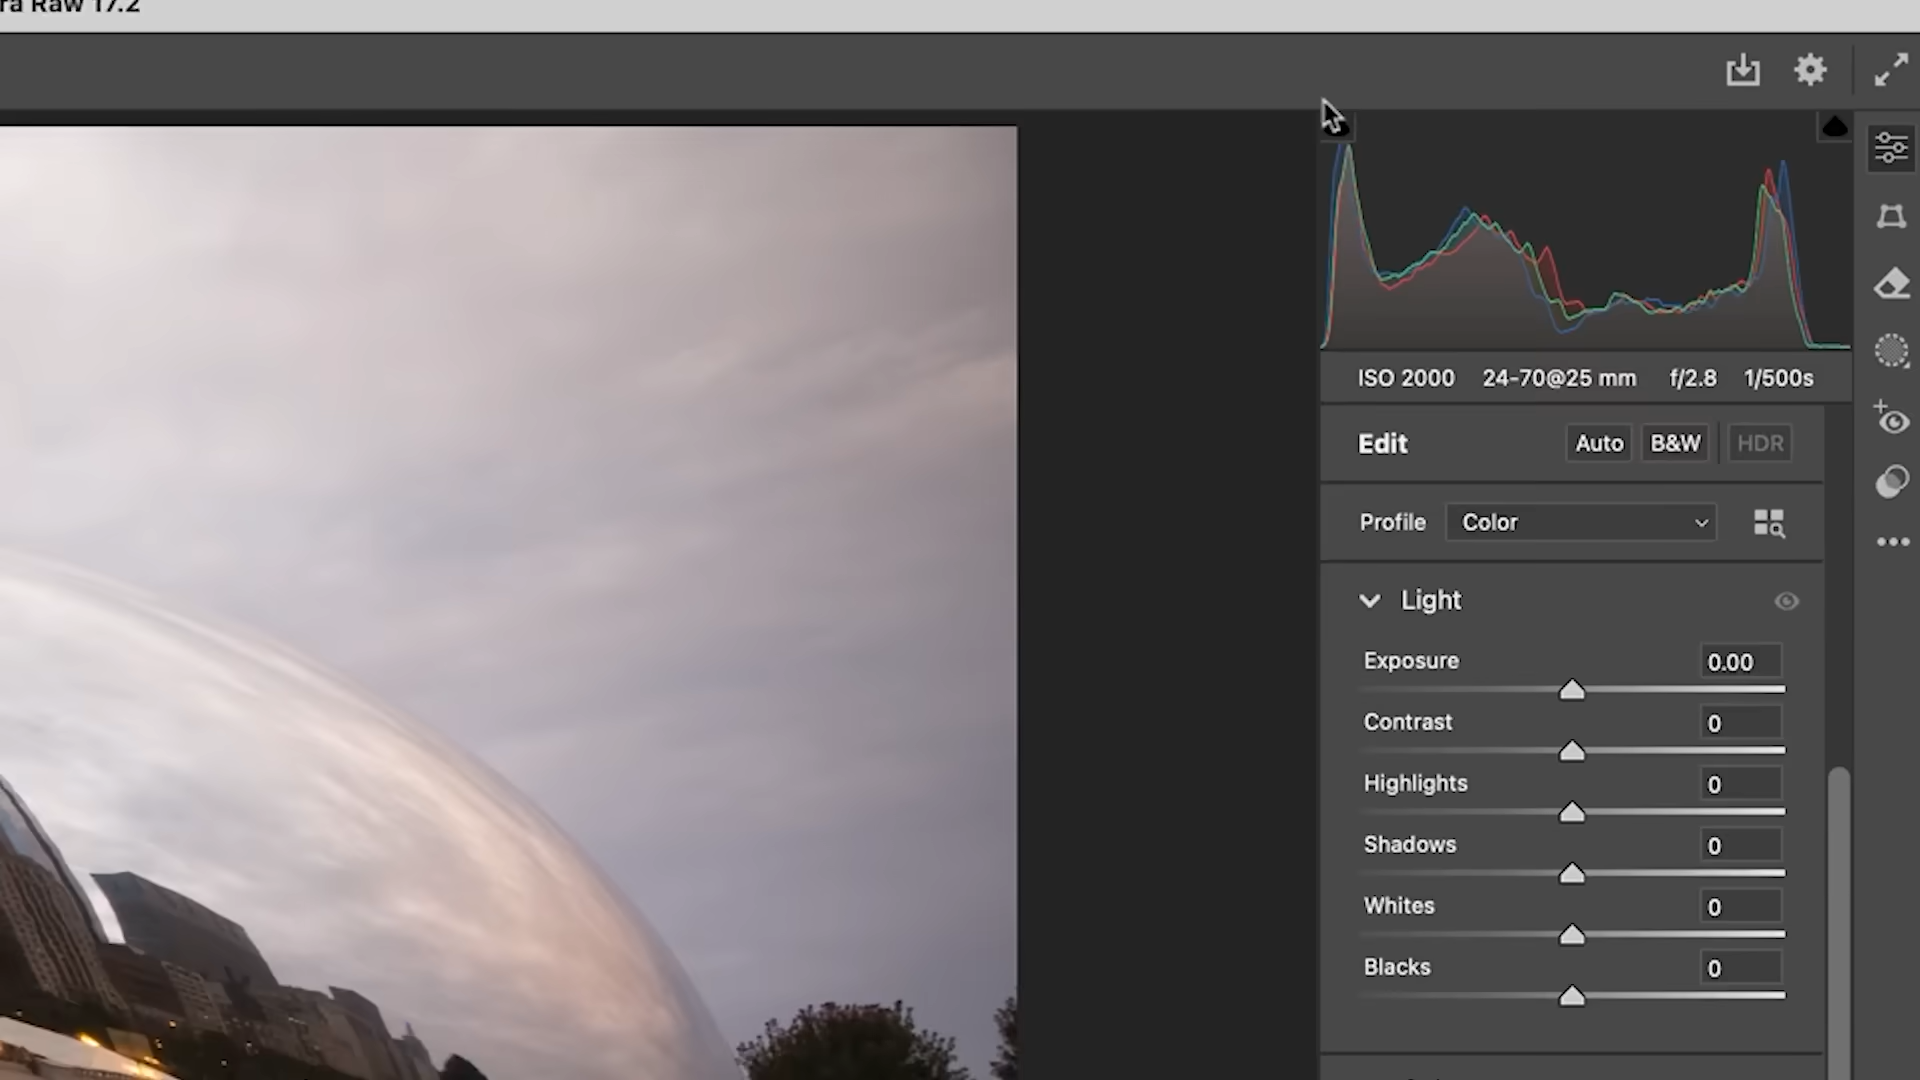 ra Raw 17.2
ISO 2000 24-70@25 mm f/2.8 1/500s
Edit Auto B&W HDR
Profile Color
Light
Exposure 0.00
Contrast 0
Highlights 0
Shadows 0
Whites 0
Blacks 0